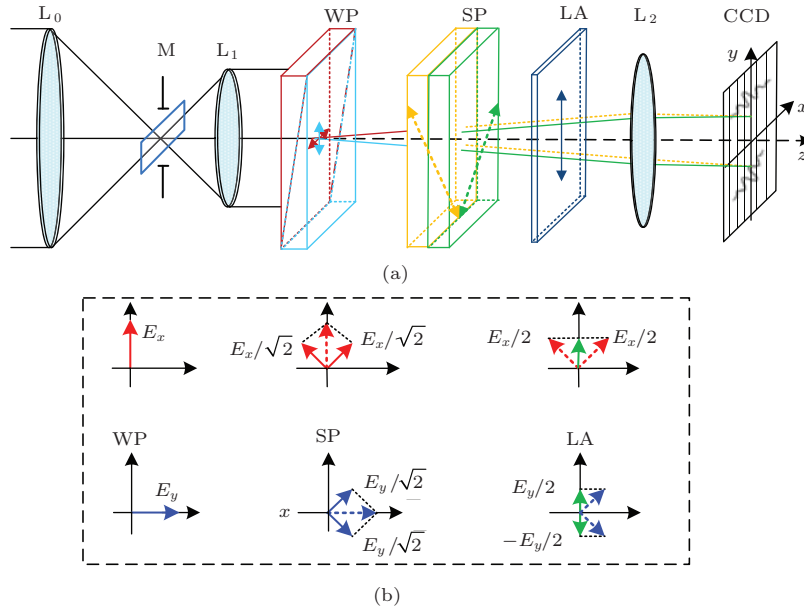 L0 M L1 WP SP LA L2 CCD
y
x
z
(a)
Ex Ex/√2 Ex/√2 Ex/2 Ex/2
WP SP LA
Ey x Ey/√2 Ey/2
Ey/√2 −Ey/2
(b)